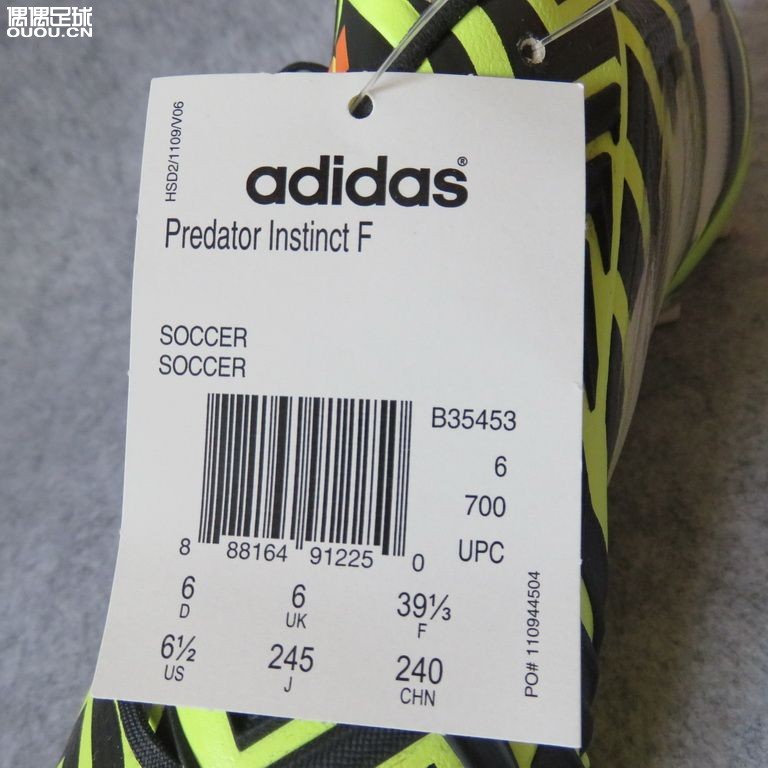 偶偶足球
OUOU.CN
HSD2/1109/V06
adidas®
Predator Instinct F
SOCCER
SOCCER
B35453
6
700
UPC
8 88164 91225 0
6 6 39⅓
D UK F
6½ 245 240
US J CHN
PO# 110944504